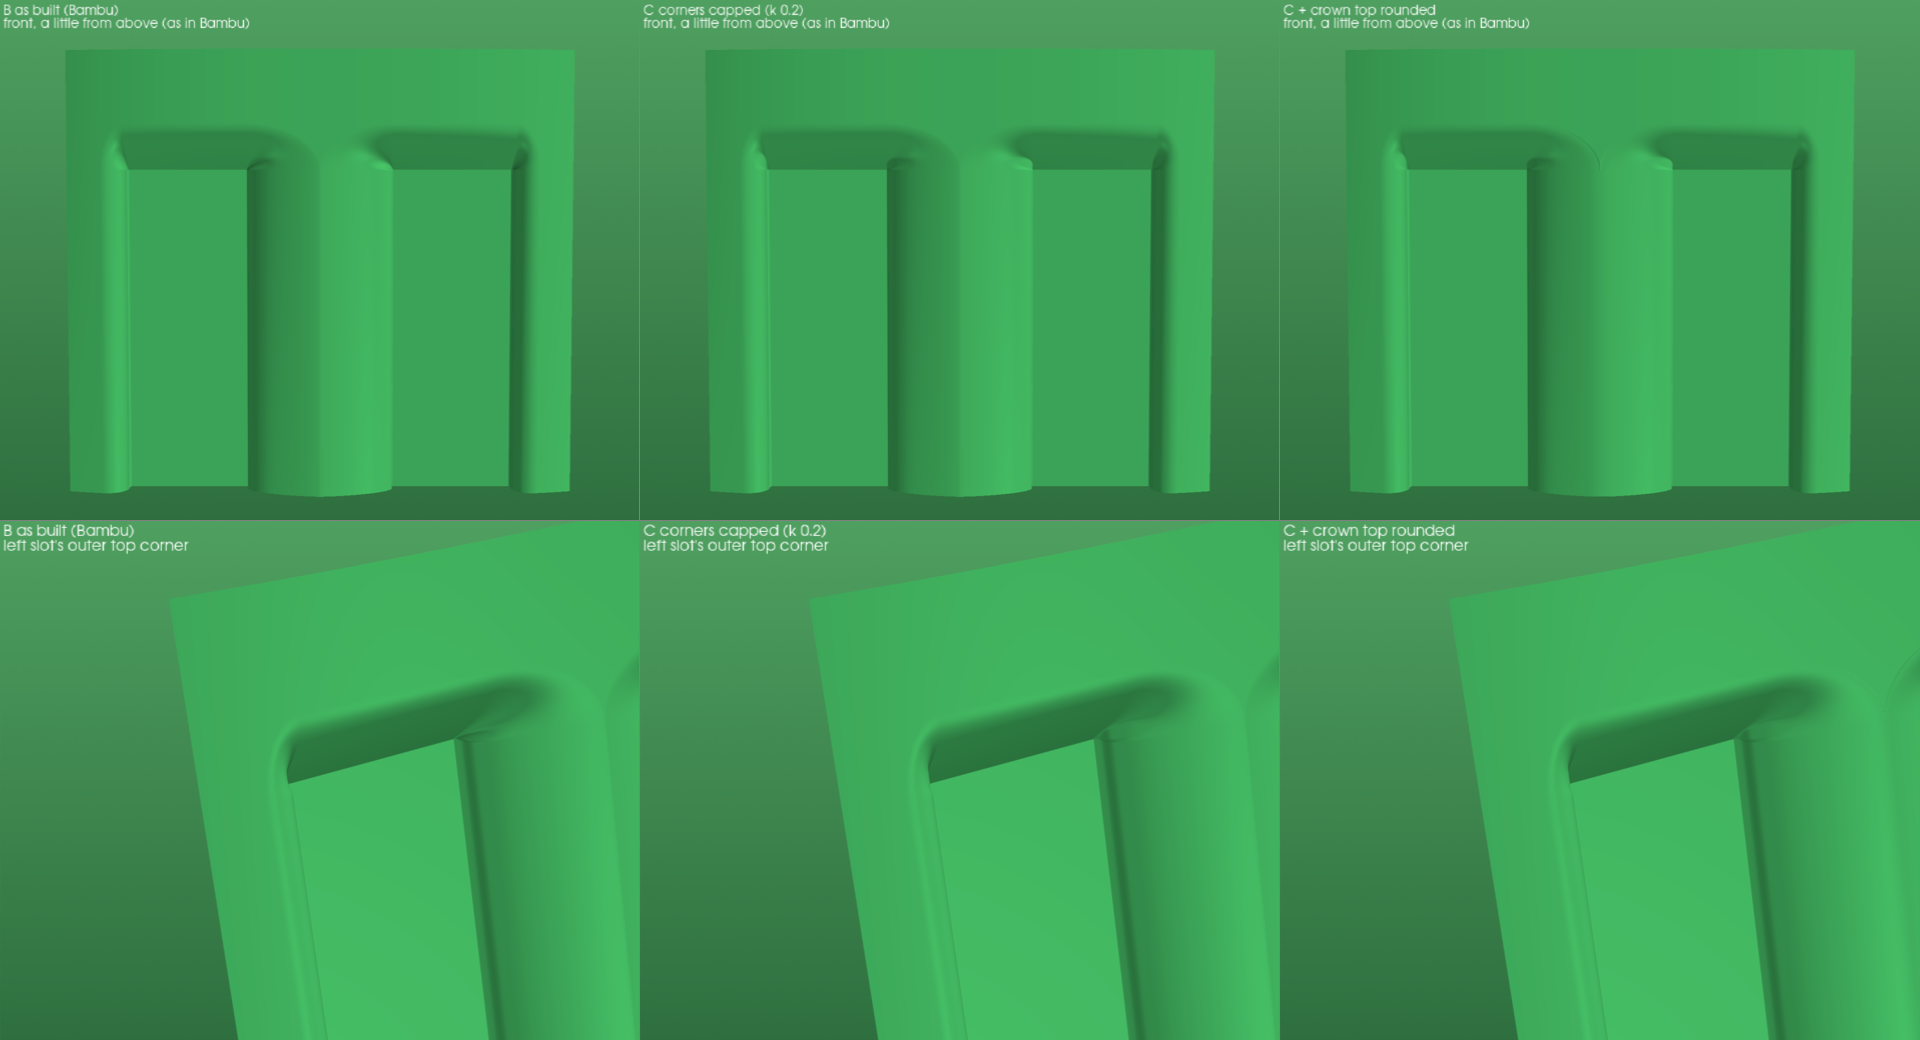 B as built (Bambu)
front, a little from above (as in Bambu)
C corners capped (k 0.2)
front, a little from above (as in Bambu)
C + crown top rounded
front, a little from above (as in Bambu)
B as built (Bambu)
left slot's outer top corner
C corners capped (k 0.2)
left slot's outer top corner
C + crown top rounded
left slot's outer top corner